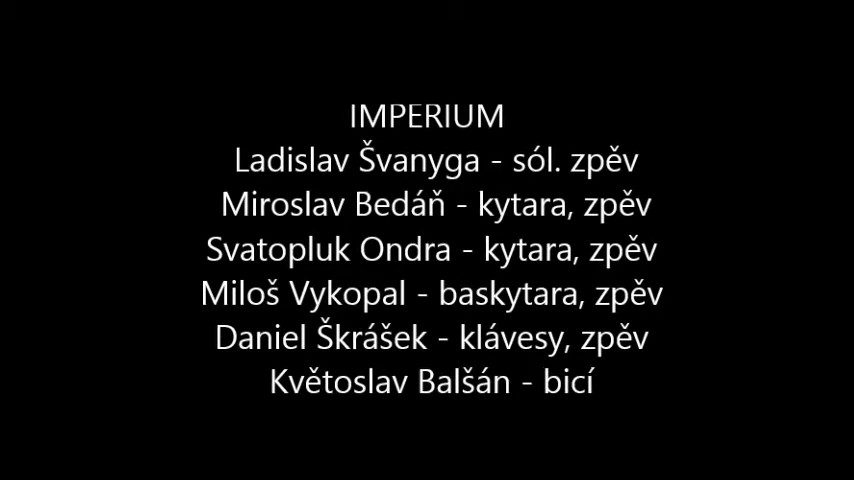 IMPERIUM
Ladislav Švanyga - sól. zpěv
Miroslav Bedáň - kytara, zpěv
Svatopluk Ondra - kytara, zpěv
Miloš Vykopal - baskytara, zpěv
Daniel Škrášek - klávesy, zpěv
Květoslav Balšán - bicí